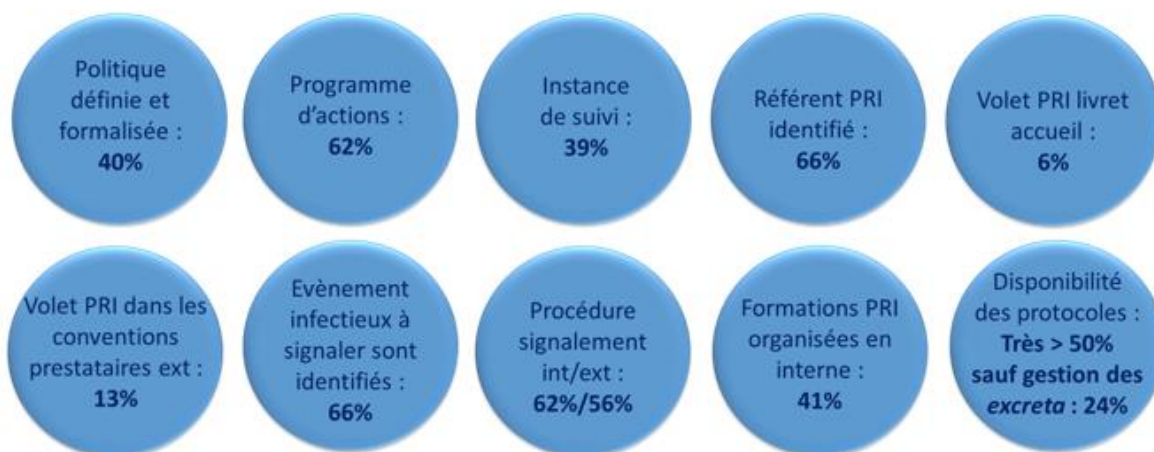 Politique
définie et
formalisée :
40%
Programme
d'actions :
62%
Instance
de suivi :
39%
Référent PRI
identifié :
66%
Volet PRI livret
accueil :
6%
Volet PRI dans les
conventions
prestataires ext :
13%
Evènement
infectieux à
signaler sont
identifiés :
66%
Procédure
signalement
int/ext :
62%/56%
Formations PRI
organisées en
interne :
41%
Disponibilité
des protocoles :
Très > 50%
sauf gestion des
excreta : 24%